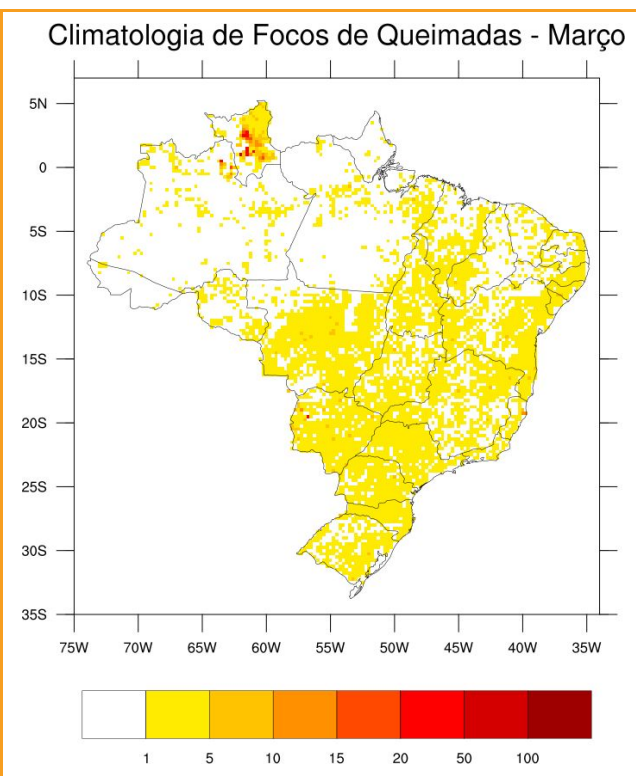 Climatologia de Focos de Queimadas - Março
5N
0
5S
10S
15S
20S
25S
30S
35S
75W 70W 65W 60W 55W 50W 45W 40W 35W
1 5 10 15 20 50 100